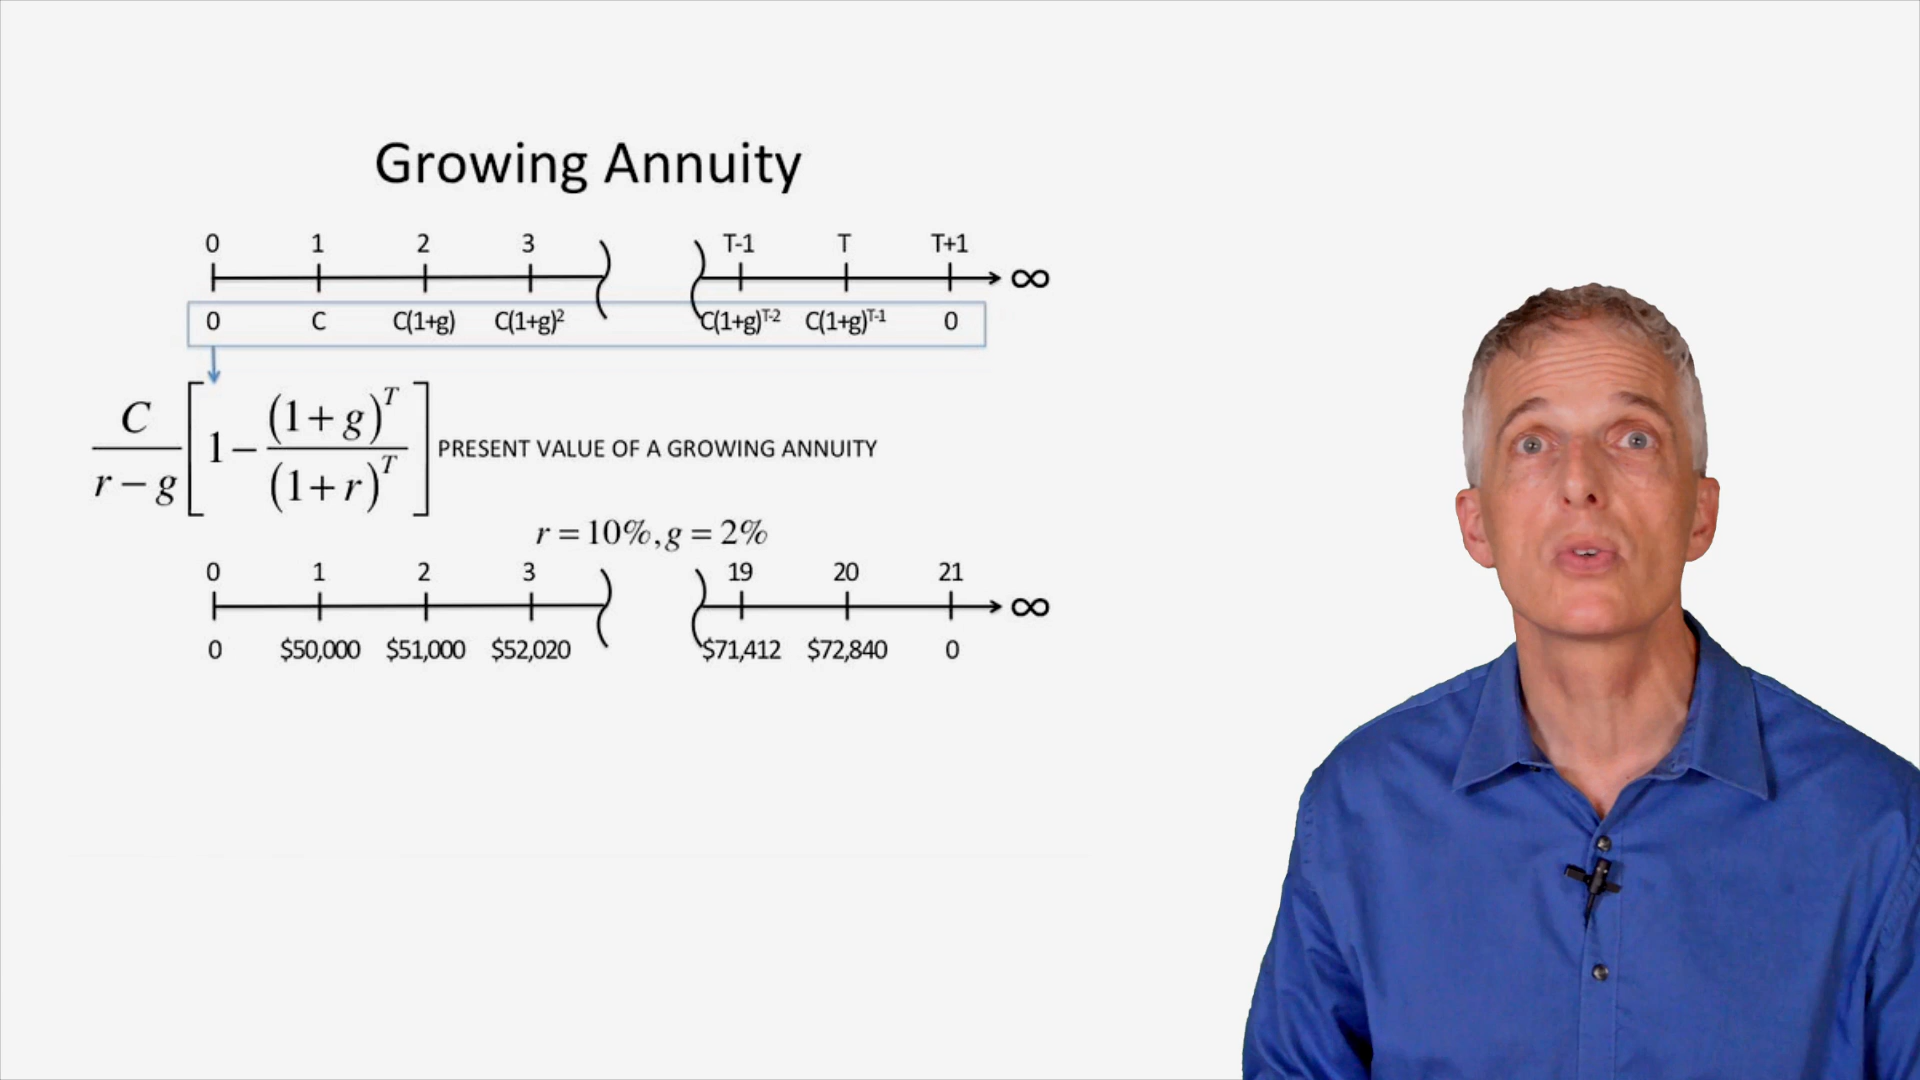 Growing Annuity
0 1 2 3 T-1 T T+1
∞
0 C C(1+g) C(1+g)² C(1+g)ᵀ⁻² C(1+g)ᵀ⁻¹ 0
C/(r − g) [1 − (1 + g)ᵀ/(1 + r)ᵀ] PRESENT VALUE OF A GROWING ANNUITY
r = 10%, g = 2%
0 1 2 3 19 20 21
∞
0 $50,000 $51,000 $52,020 $71,412 $72,840 0